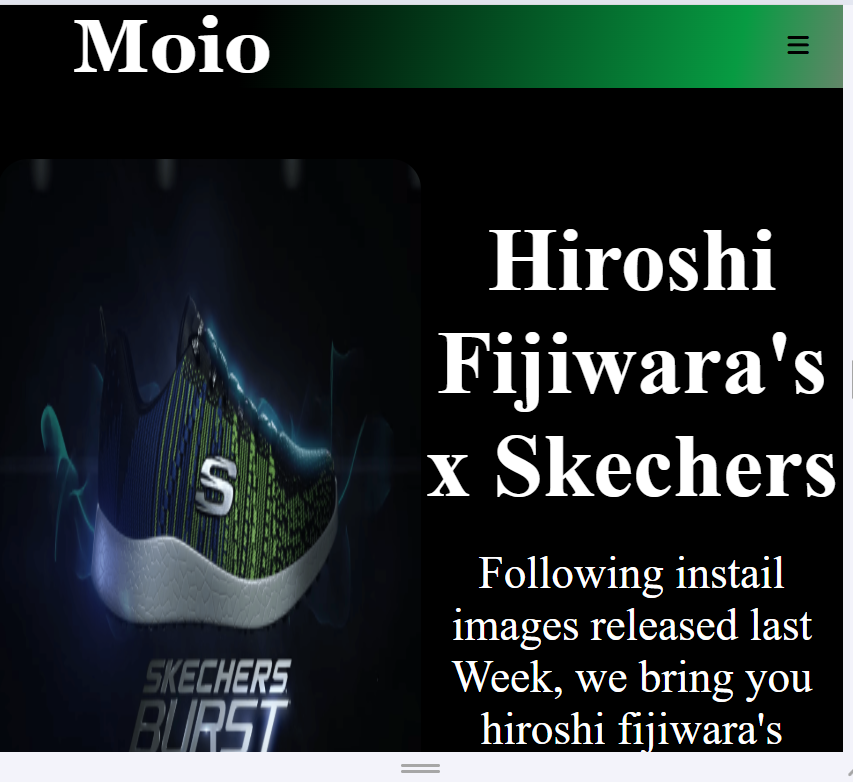 Moio
Hiroshi
Fijiwara's
x Skechers
Following instail
images released last
Week, we bring you
hiroshi fijiwara's
S
SKECHERS
BURST